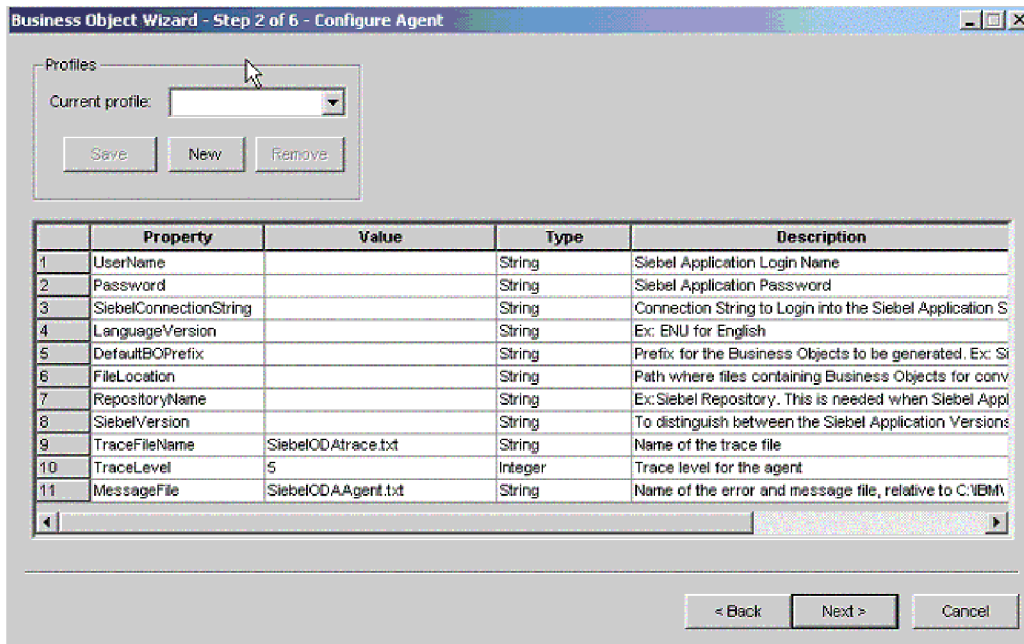 Business Object Wizard - Step 2 of 6 - Configure Agent
Profiles
Current profile:
Save New Remove
Property Value Type Description
1 UserName String Siebel Application Login Name
2 Password String Siebel Application Password
3 SiebelConnectionString String Connection String to Login into the Siebel Application S
4 LanguageVersion String Ex: ENU for English
5 DefaultBOPrefix String Prefix for the Business Objects to be generated. Ex: Si
6 FileLocation String Path where files containing Business Objects for conv
7 RepositoryName String Ex:Siebel Repository. This is needed when Siebel Appl
8 SiebelVersion String To distinguish between the Siebel Application Versions
9 TraceFileName SiebelODAtrace.txt String Name of the trace file
10 TraceLevel 5 Integer Trace level for the agent
11 MessageFile SiebelODAAgent.txt String Name of the error and message file, relative to C:\IBM\
< Back Next > Cancel